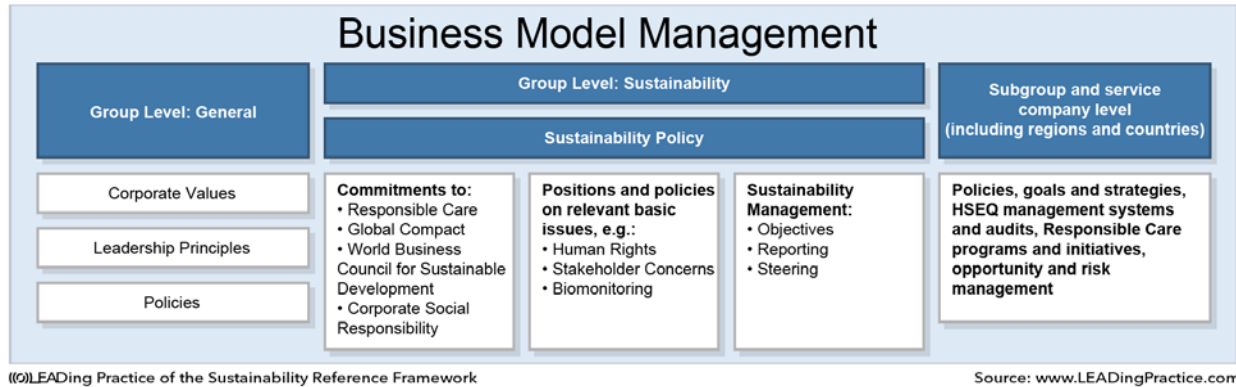 Business Model Management
Group Level: General
Corporate Values
Leadership Principles
Policies
Group Level: Sustainability
Sustainability Policy
Commitments to:
• Responsible Care
• Global Compact
• World Business
Council for Sustainable
Development
• Corporate Social
Responsibility
Positions and policies
on relevant basic
issues, e.g.:
• Human Rights
• Stakeholder Concerns
• Biomonitoring
Sustainability
Management:
• Objectives
• Reporting
• Steering
Subgroup and service
company level
(including regions and countries)
Policies, goals and strategies,
HSEQ management systems
and audits, Responsible Care
programs and initiatives,
opportunity and risk
management
((O))LEADing Practice of the Sustainability Reference Framework
Source: www.LEADingPractice.com